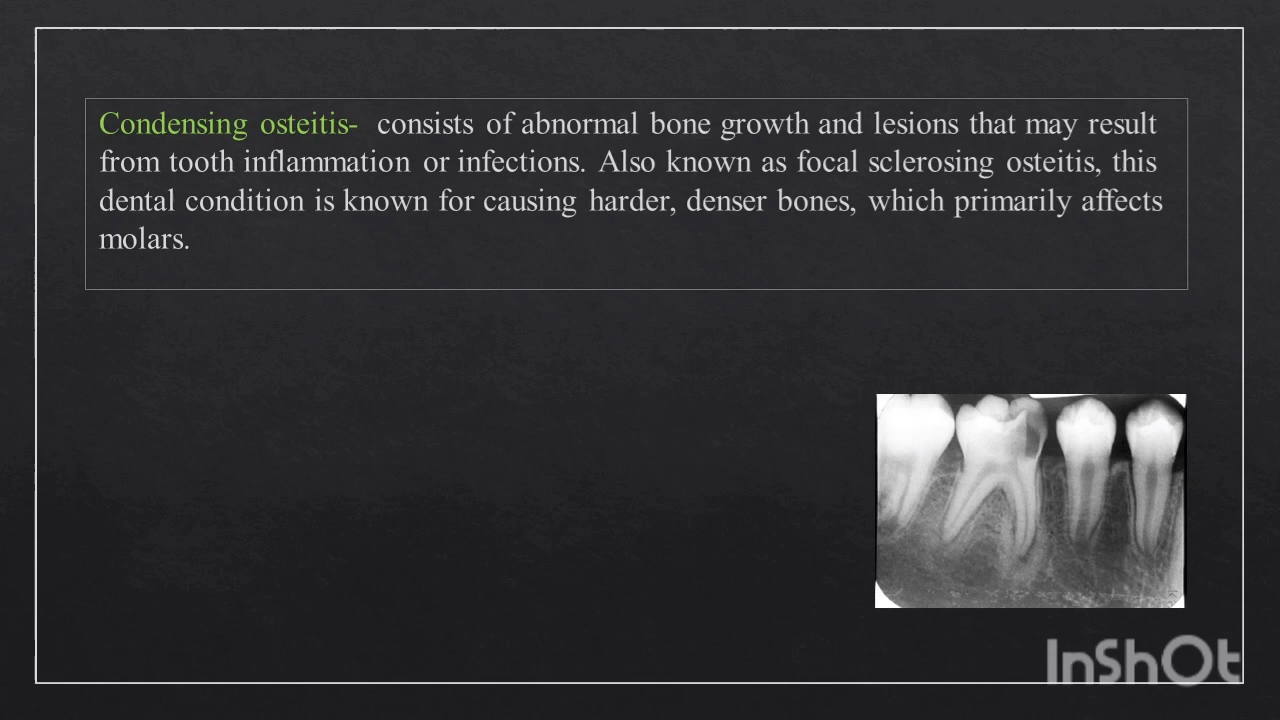 Condensing osteitis- consists of abnormal bone growth and lesions that may result
from tooth inflammation or infections. Also known as focal sclerosing osteitis, this
dental condition is known for causing harder, denser bones, which primarily affects
molars.
InShOt